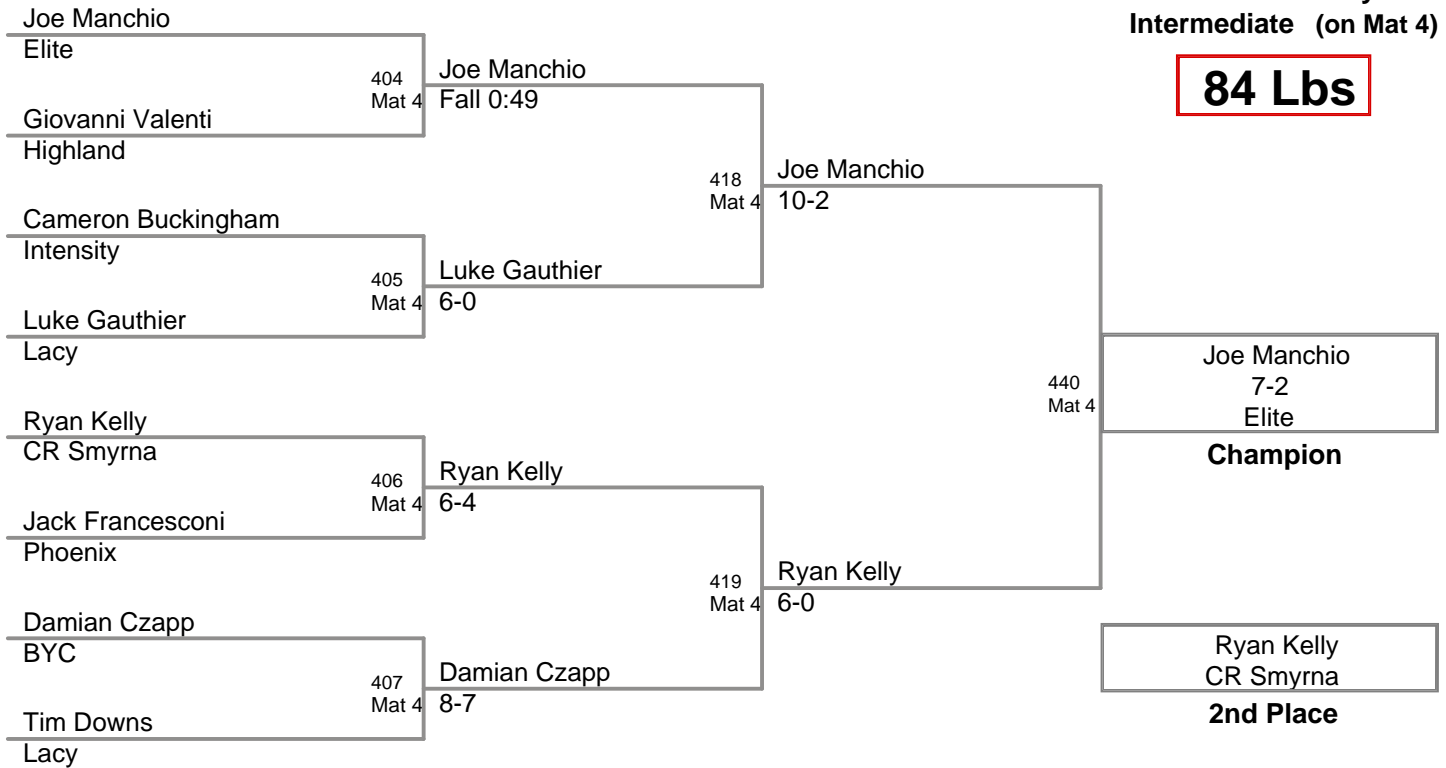 Intermediate (on Mat 4)
84 Lbs
Joe Manchio
Elite
404
Mat 4
Joe Manchio
Fall 0:49
Giovanni Valenti
Highland
418
Mat 4
Joe Manchio
10-2
Cameron Buckingham
Intensity
405
Mat 4
Luke Gauthier
6-0
Luke Gauthier
Lacy
440
Mat 4
Joe Manchio
7-2
Elite
Champion
Ryan Kelly
CR Smyrna
406
Mat 4
Ryan Kelly
6-4
Jack Francesconi
Phoenix
419
Mat 4
Ryan Kelly
6-0
Damian Czapp
BYC
407
Mat 4
Damian Czapp
8-7
Tim Downs
Lacy
Ryan Kelly
CR Smyrna
2nd Place